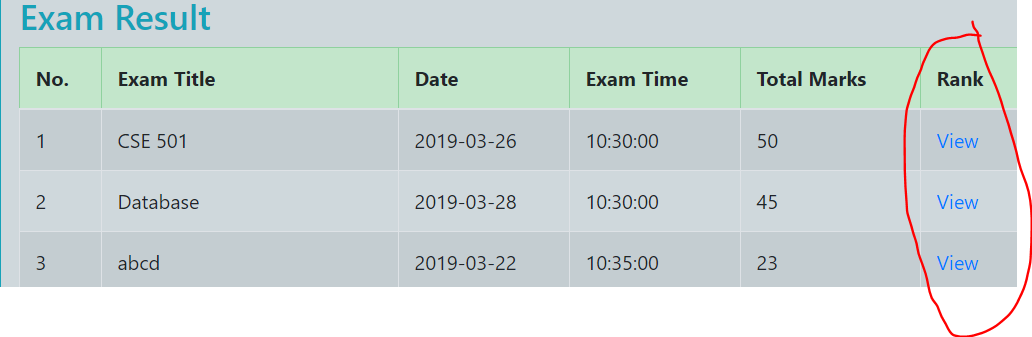 Exam Result
No. Exam Title Date Exam Time Total Marks Rank
1 CSE 501 2019-03-26 10:30:00 50 View
2 Database 2019-03-28 10:30:00 45 View
3 abcd 2019-03-22 10:35:00 23 View